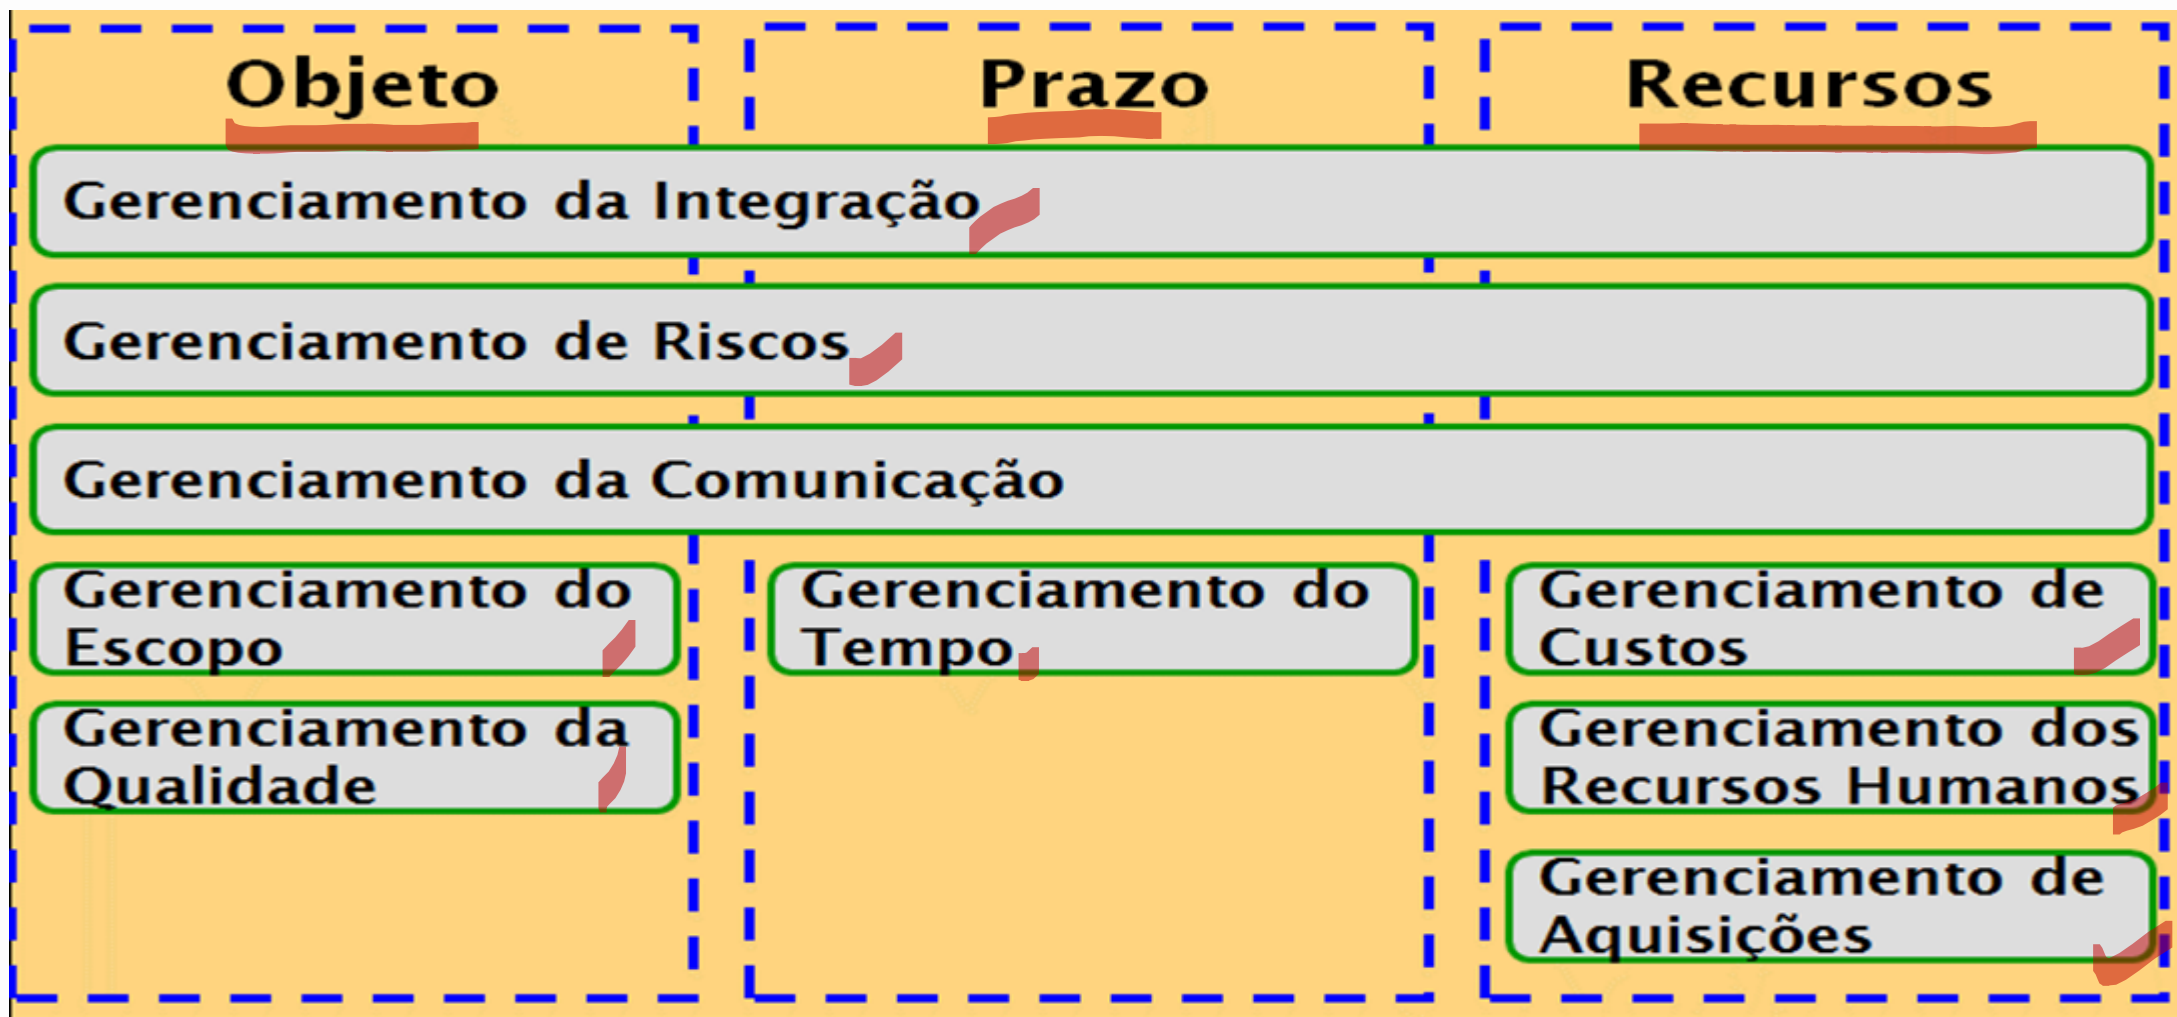 Objeto
Prazo
Recursos
Gerenciamento da Integração
Gerenciamento de Riscos
Gerenciamento da Comunicação
Gerenciamento do
Escopo
Gerenciamento do
Tempo
Gerenciamento de
Custos
Gerenciamento da
Qualidade
Gerenciamento dos
Recursos Humanos
Gerenciamento de
Aquisições